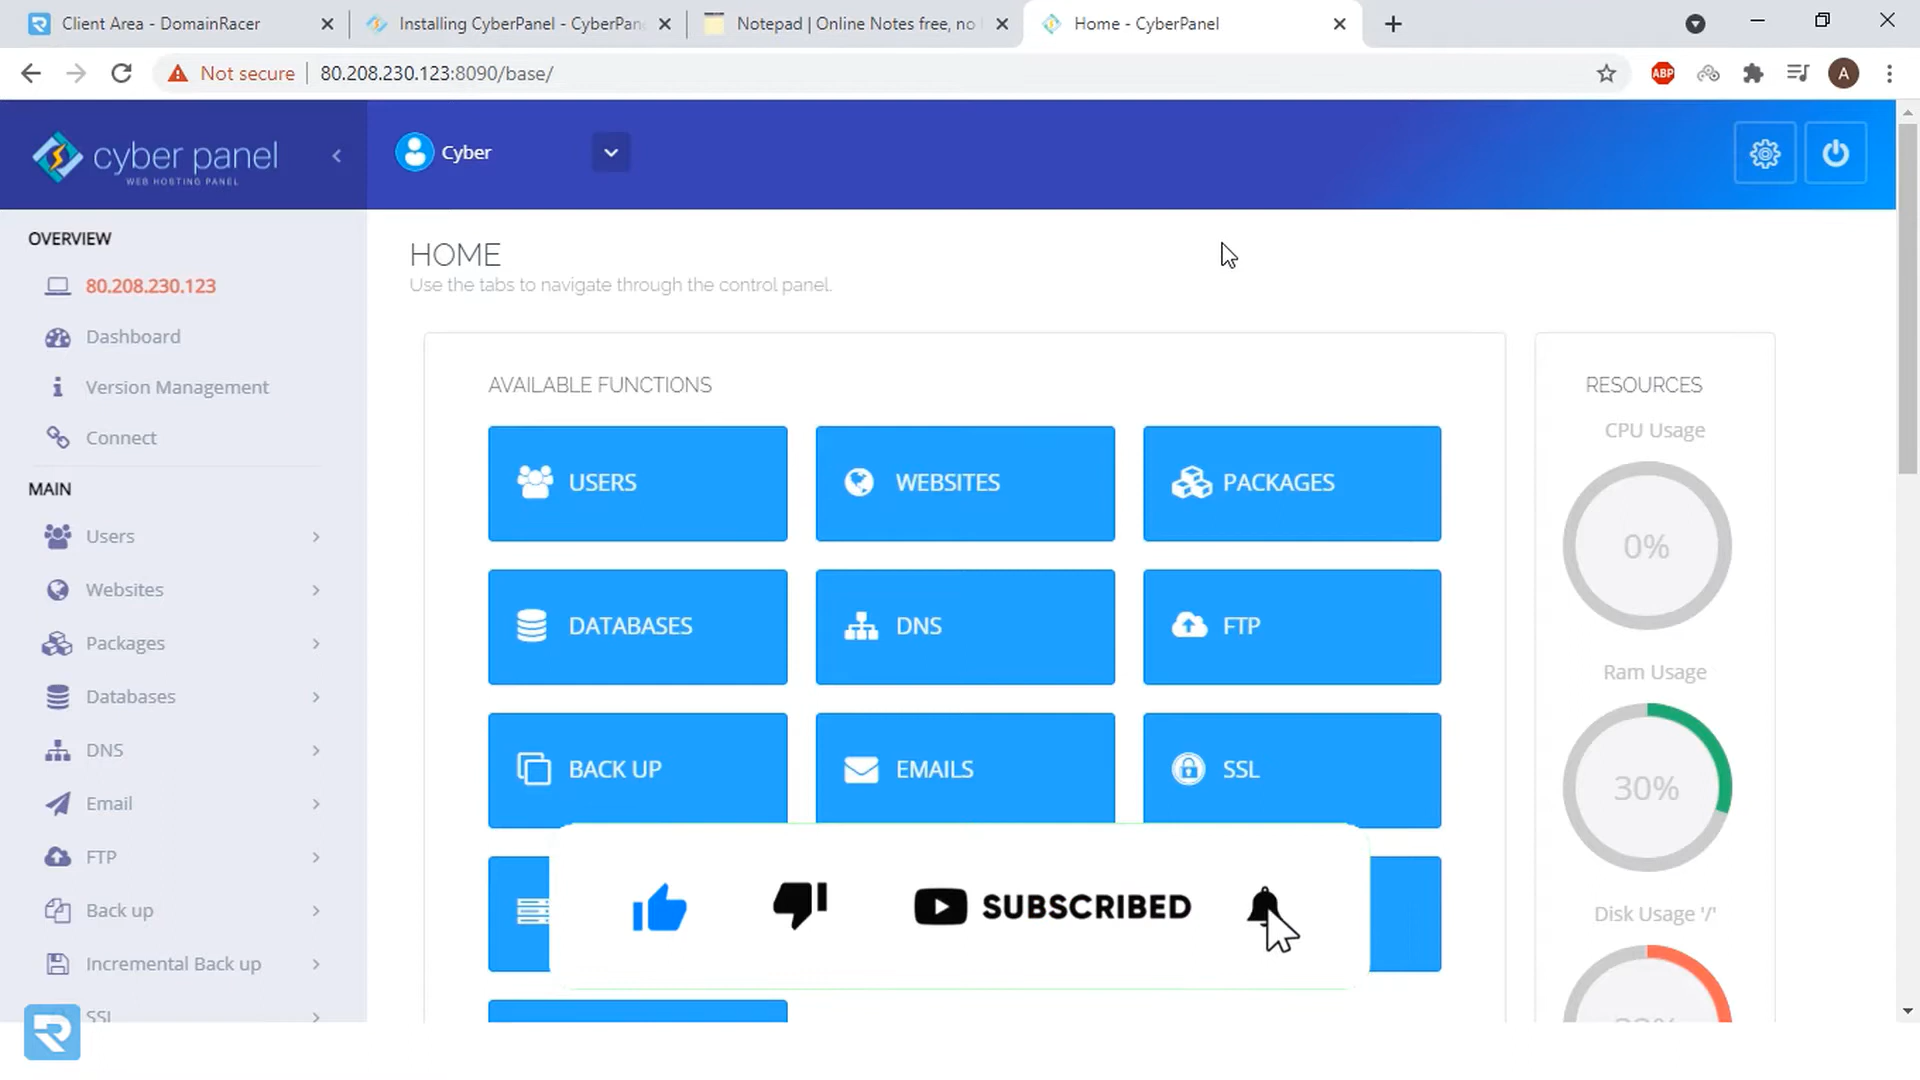 Client Area - DomainRacer
Installing CyberPanel - CyberPan
Notepad | Online Notes free, no
Home - CyberPanel
Not secure
80.208.230.123:8090/base/
ABP
A
cyber panel
WEB HOSTING PANEL
Cyber
OVERVIEW
80.208.230.123
Dashboard
Version Management
Connect
MAIN
Users
Websites
Packages
Databases
DNS
Email
FTP
Back up
Incremental Back up
SSL
HOME
Use the tabs to navigate through the control panel.
AVAILABLE FUNCTIONS
USERS
WEBSITES
PACKAGES
DATABASES
DNS
FTP
BACK UP
EMAILS
SSL
SUBSCRIBED
RESOURCES
CPU Usage
0%
Ram Usage
30%
Disk Usage '/'